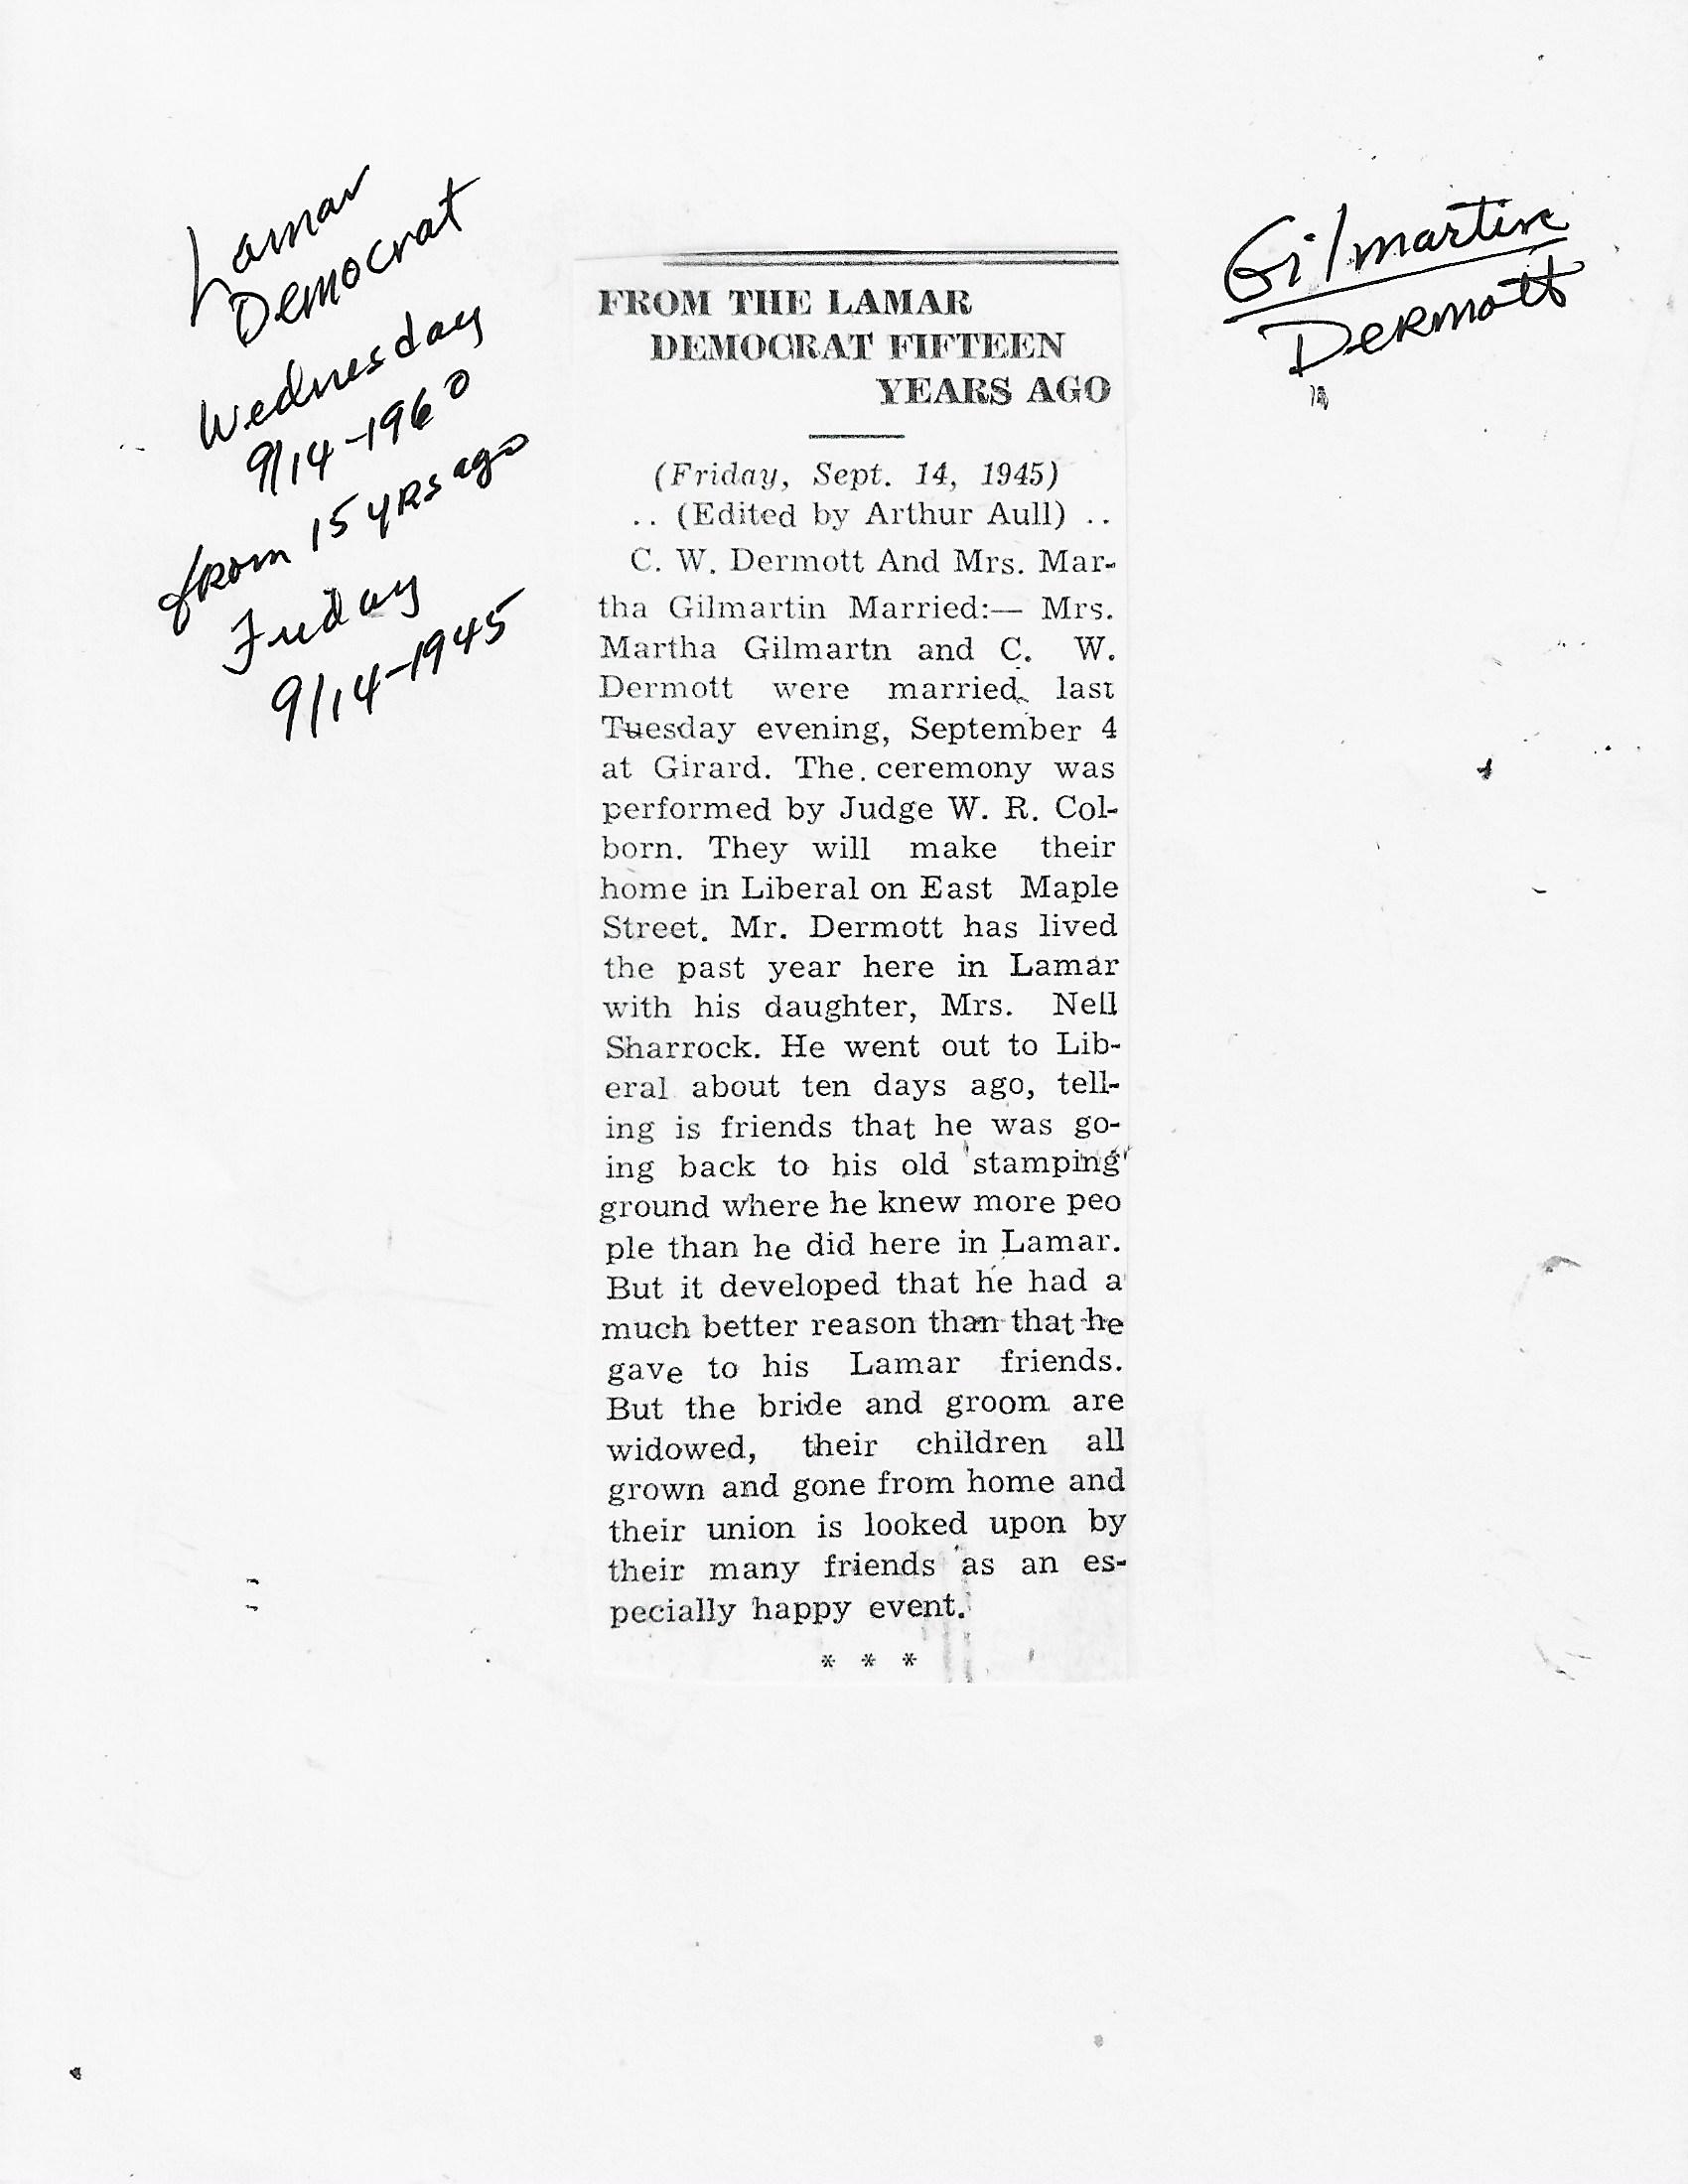 Lamar
Democrat
Wednesday
9/14-1960
from 15 yrs ago
Friday
9/14-1945
Gilmartin
Dermott
FROM THE LAMAR
DEMOCRAT FIFTEEN
YEARS AGO
(Friday, Sept. 14, 1945)
.. (Edited by Arthur Aull) ..
C. W. Dermott And Mrs. Mar-
tha Gilmartin Married:— Mrs.
Martha Gilmartn and C. W.
Dermott were married last
Tuesday evening, September 4
at Girard. The ceremony was
performed by Judge W. R. Col-
born. They will make their
home in Liberal on East Maple
Street. Mr. Dermott has lived
the past year here in Lamar
with his daughter, Mrs. Nell
Sharrock. He went out to Lib-
eral about ten days ago, tell-
ing is friends that he was go-
ing back to his old 'stamping'
ground where he knew more peo
ple than he did here in Lamar.
But it developed that he had a
much better reason than that he
gave to his Lamar friends.
But the bride and groom are
widowed, their children all
grown and gone from home and
their union is looked upon by
their many friends as an es-
pecially happy event.
* * *